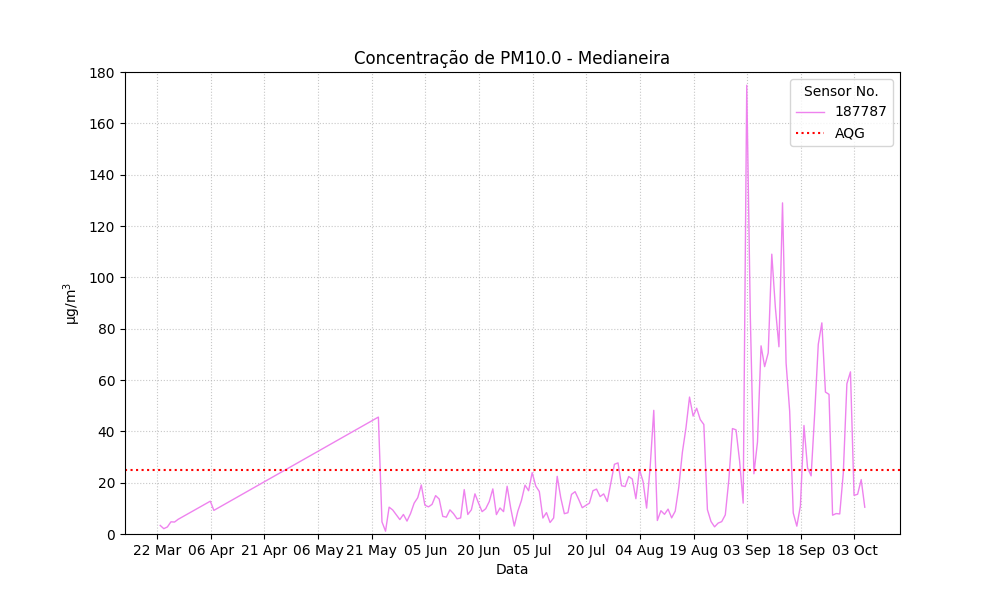 Concentração de PM10.0 - Medianeira
Sensor No.
187787
AQG
180
160
140
120
100
80
60
40
20
0
µg/m³
22 Mar 06 Apr 21 Apr 06 May 21 May 05 Jun 20 Jun 05 Jul 20 Jul 04 Aug 19 Aug 03 Sep 18 Sep 03 Oct
Data